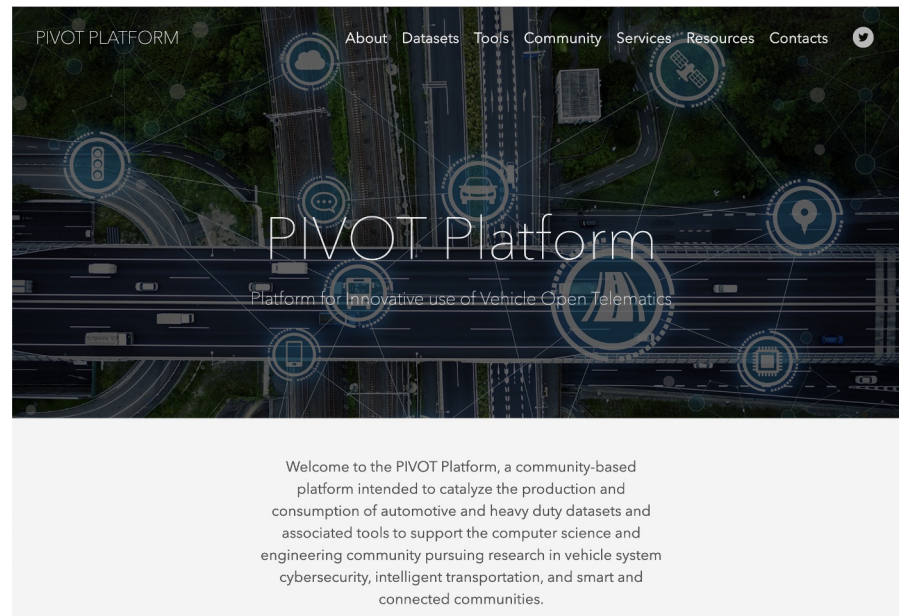 PIVOT PLATFORM
About Datasets Tools Community Services Resources Contacts
PIVOT Platform
Platform for Innovative use of Vehicle Open Telematics
Welcome to the PIVOT Platform, a community-based
platform intended to catalyze the production and
consumption of automotive and heavy duty datasets and
associated tools to support the computer science and
engineering community pursuing research in vehicle system
cybersecurity, intelligent transportation, and smart and
connected communities.